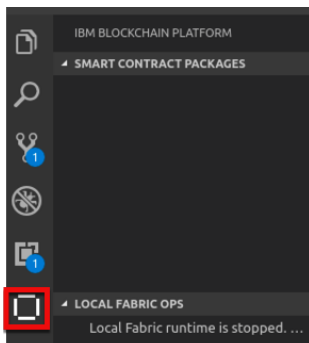 IBM BLOCKCHAIN PLATFORM
SMART CONTRACT PACKAGES
1
1
LOCAL FABRIC OPS
Local Fabric runtime is stopped. ...